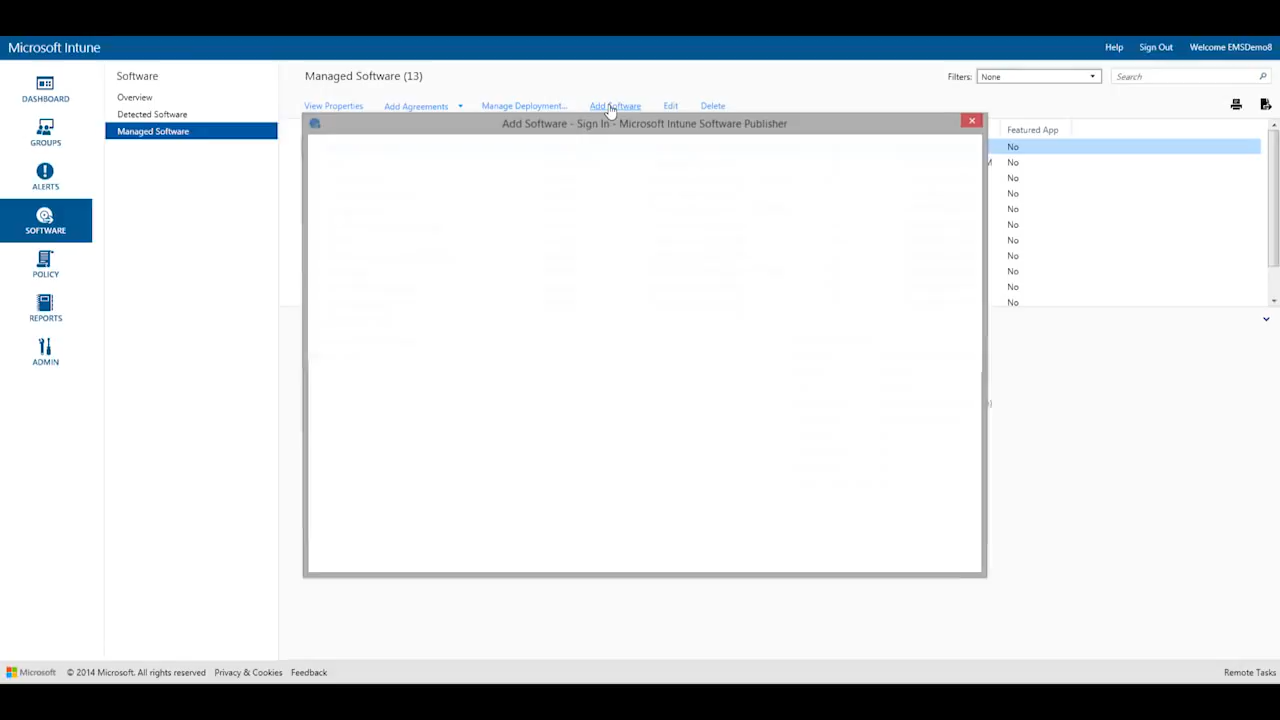 Microsoft Intune
Help Sign Out Welcome EMSDemo8
DASHBOARD
GROUPS
ALERTS
SOFTWARE
POLICY
REPORTS
ADMIN
Software
Overview
Detected Software
Managed Software
Managed Software (13)
Filters: None Search
View Properties Add Agreements Manage Deployment... Add Software Edit Delete
Add Software - Sign In - Microsoft Intune Software Publisher
Featured App
No
No
No
No
No
No
No
No
No
No
No
Microsoft © 2014 Microsoft. All rights reserved Privacy & Cookies Feedback Remote Tasks